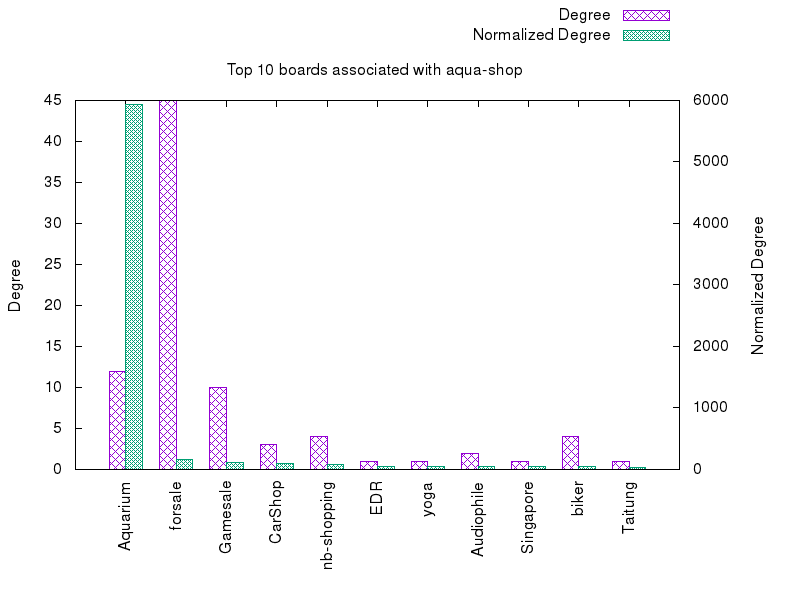 Degree
Normalized Degree
Top 10 boards associated with aqua-shop
45
40
35
30
25
20
15
10
5
0
6000
5000
4000
3000
2000
1000
0
Degree
Normalized Degree
Aquarium
forsale
Gamesale
CarShop
nb-shopping
EDR
yoga
Audiophile
Singapore
biker
Taitung